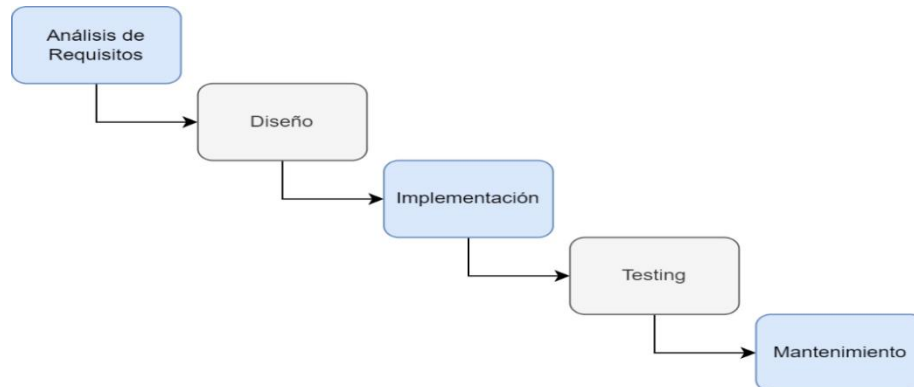 Análisis de
Requisitos
Diseño
Implementación
Testing
Mantenimiento